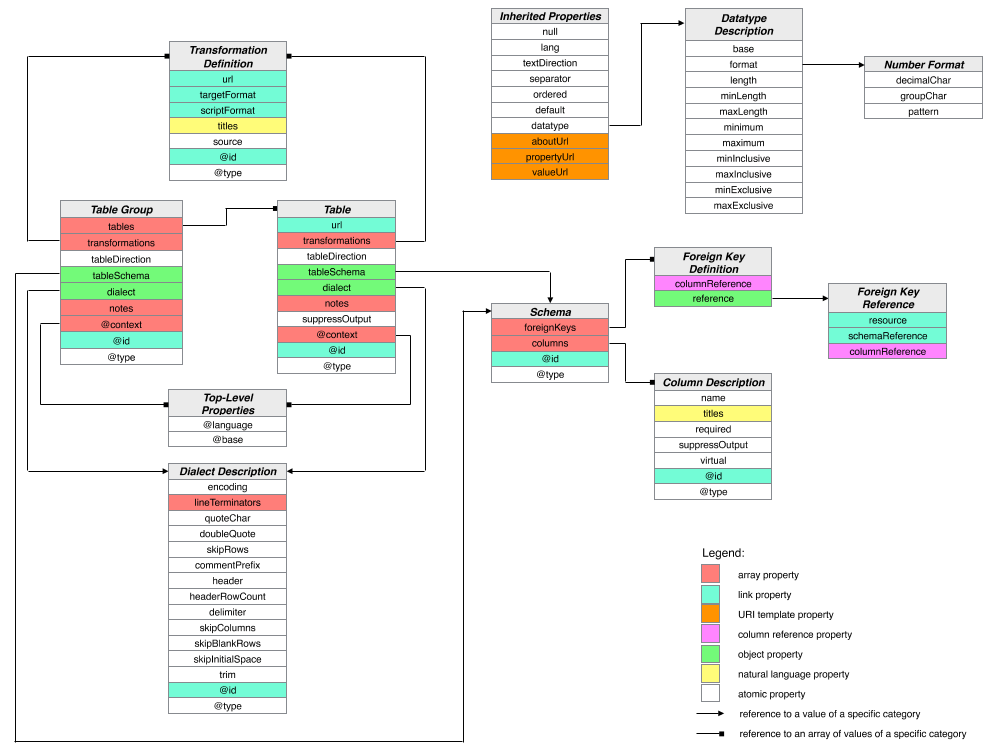 Transformation
Definition
url
targetFormat
scriptFormat
titles
source
@id
@type
Inherited Properties
null
lang
textDirection
separator
ordered
default
datatype
aboutUrl
propertyUrl
valueUrl
Datatype
Description
base
format
length
minLength
maxLength
minimum
maximum
minInclusive
maxInclusive
minExclusive
maxExclusive
Number Format
decimalChar
groupChar
pattern
Table Group
tables
transformations
tableDirection
tableSchema
dialect
notes
@context
@id
@type
Table
url
transformations
tableDirection
tableSchema
dialect
notes
suppressOutput
@context
@id
@type
Schema
foreignKeys
columns
@id
@type
Foreign Key
Definition
columnReference
reference
Foreign Key
Reference
resource
schemaReference
columnReference
Column Description
name
titles
required
suppressOutput
virtual
@id
@type
Top-Level
Properties
@language
@base
Dialect Description
encoding
lineTerminators
quoteChar
doubleQuote
skipRows
commentPrefix
header
headerRowCount
delimiter
skipColumns
skipBlankRows
skipInitialSpace
trim
@id
@type
Legend:
array property
link property
URI template property
column reference property
object property
natural language property
atomic property
reference to a value of a specific category
reference to an array of values of a specific category